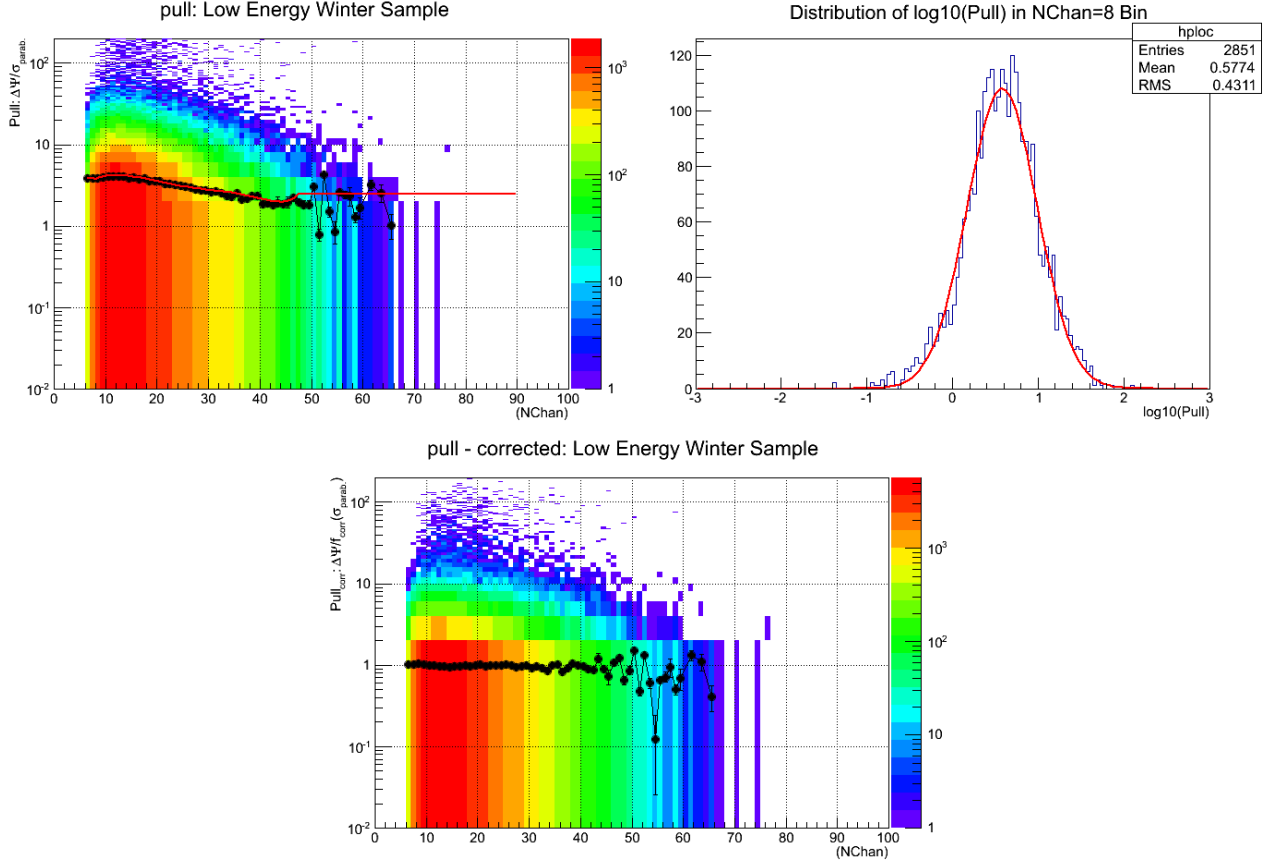 pull: Low Energy Winter Sample
Pull: ΔΨ/σparab.
10²
10
1
10⁻¹
10⁻²
0 10 20 30 40 50 60 70 80 90 100
(NChan)
10³
10²
10
1
Distribution of log10(Pull) in NChan=8 Bin
hploc
Entries 2851
Mean 0.5774
RMS 0.4311
120
100
80
60
40
20
0
-3 -2 -1 0 1 2 3
log10(Pull)
pull - corrected: Low Energy Winter Sample
Pullcorr: ΔΨ/fcorr(σparab.)
10²
10
1
10⁻¹
10⁻²
0 10 20 30 40 50 60 70 80 90 100
(NChan)
10³
10²
10
1